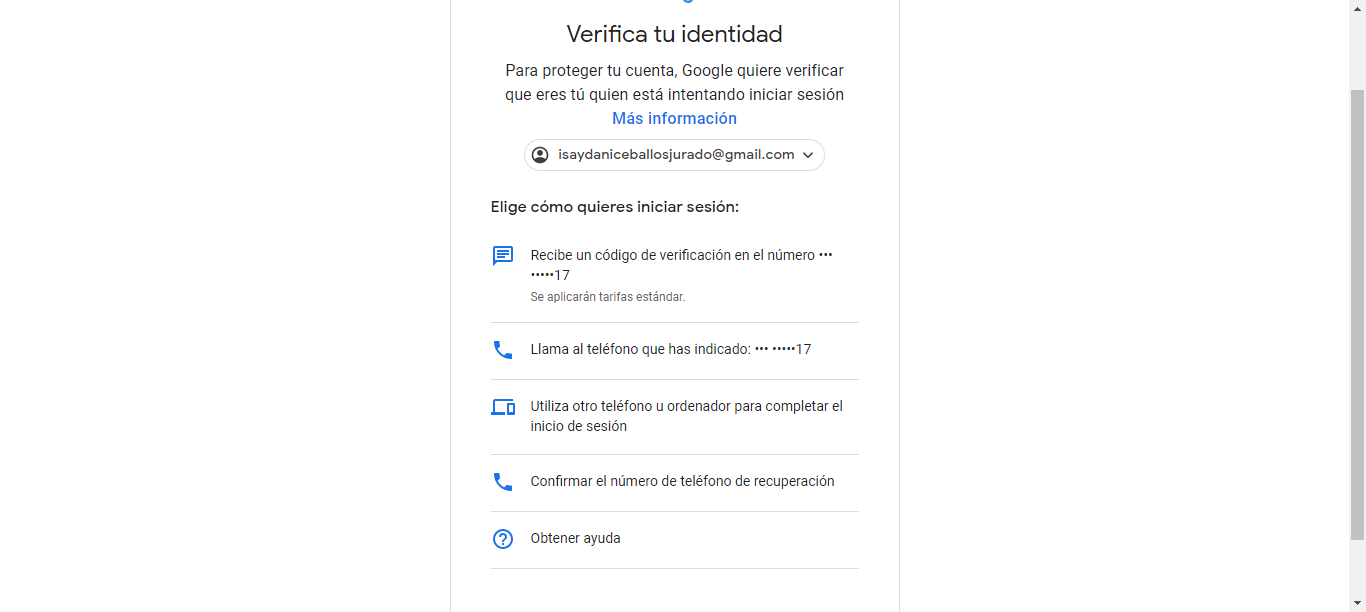 Verifica tu identidad
Para proteger tu cuenta, Google quiere verificar
que eres tú quien está intentando iniciar sesión
Más información
isaydaniceballosjurado@gmail.com
Elige cómo quieres iniciar sesión:
Recibe un código de verificación en el número •••
•••••17
Se aplicarán tarifas estándar.
Llama al teléfono que has indicado: ••• •••••17
Utiliza otro teléfono u ordenador para completar el
inicio de sesión
Confirmar el número de teléfono de recuperación
Obtener ayuda